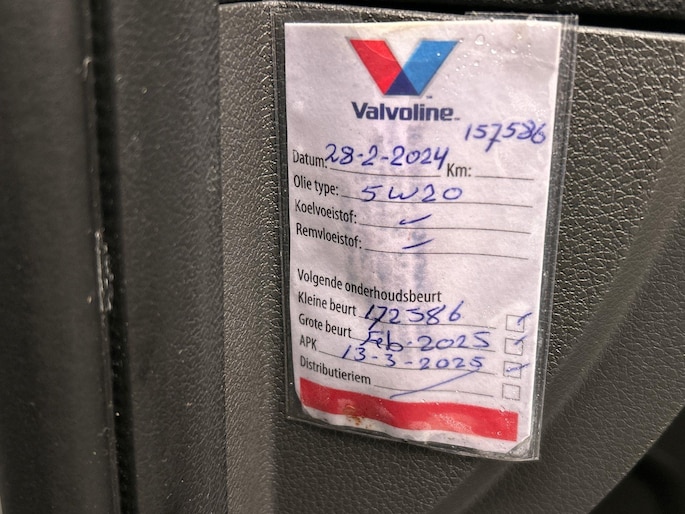 Valvoline™
157586
Datum: 28-2-2024 Km:
Olie type: 5W20
Koelvoeistof: ✓
Remvloeistof: ✓
Volgende onderhoudsbeurt
Kleine beurt 172586 ✓
Grote beurt Feb-2025 ✓
APK 13-3-2025 ✓
Distributieriem